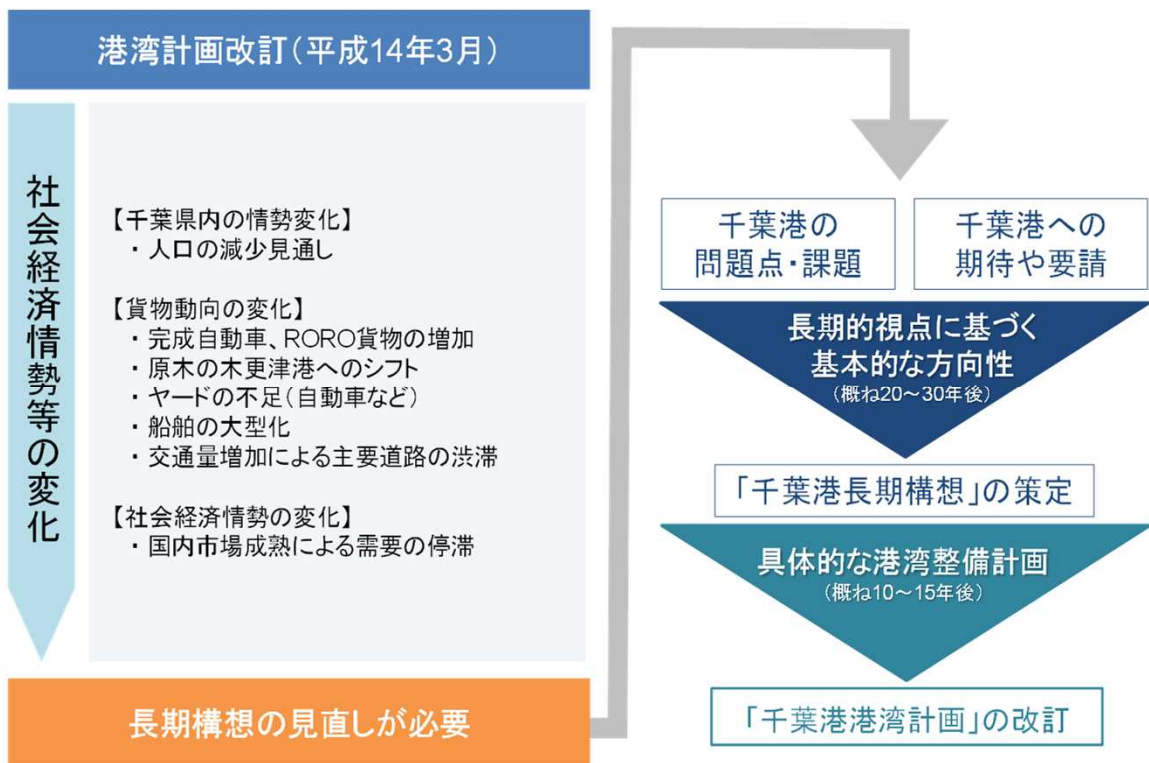 港湾計画改訂(平成14年3月)
社会経済情勢等の変化
【千葉県内の情勢変化】
・ 人口の減少見通し
【貨物動向の変化】
・ 完成自動車、RORO貨物の増加
・ 原木の木更津港へのシフト
・ ヤードの不足(自動車など)
・ 船舶の大型化
・ 交通量増加による主要道路の渋滞
【社会経済情勢の変化】
・ 国内市場成熟による需要の停滞
長期構想の見直しが必要
千葉港の
問題点・課題
千葉港への
期待や要請
長期的視点に基づく
基本的な方向性
(概ね20~30年後)
「千葉港長期構想」の策定
具体的な港湾整備計画
(概ね10~15年後)
「千葉港港湾計画」の改訂